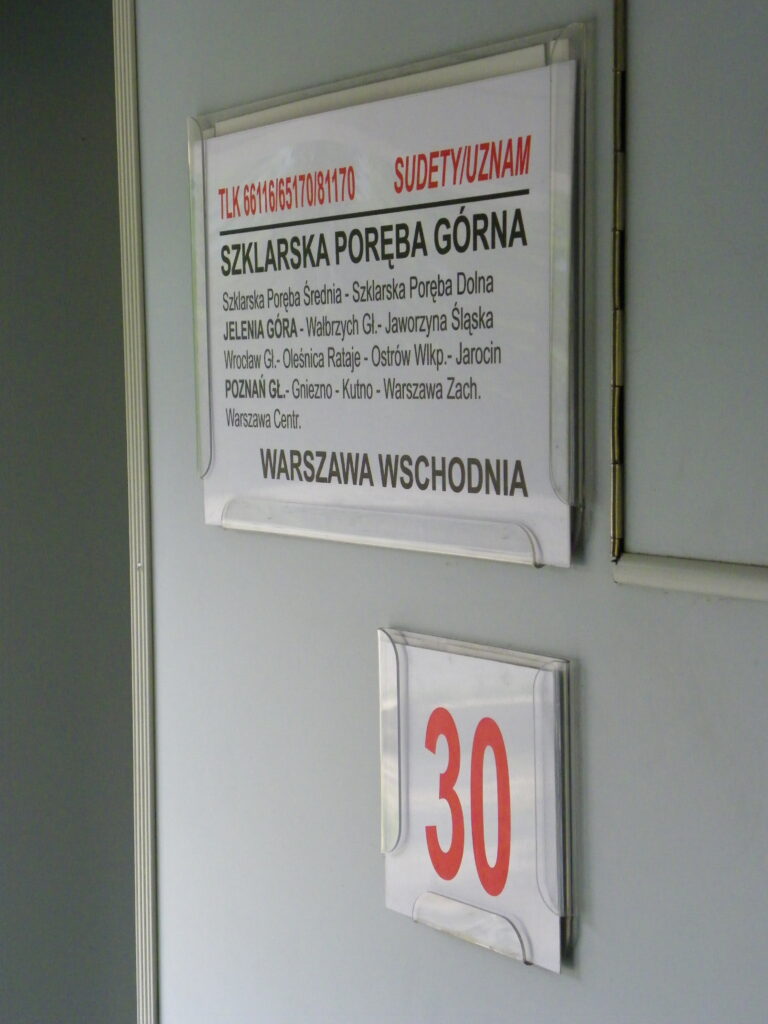 TLK 66116/65170/81170 SUDETY/UZNAM
SZKLARSKA PORĘBA GÓRNA
Szklarska Poręba Średnia - Szklarska Poręba Dolna
JELENIA GÓRA - Wałbrzych Gł.- Jaworzyna Śląska
Wrocław Gł.- Oleśnica Rataje - Ostrów Wlkp.- Jarocin
POZNAŃ GŁ.- Gniezno - Kutno - Warszawa Zach.
Warszawa Centr.
WARSZAWA WSCHODNIA
30